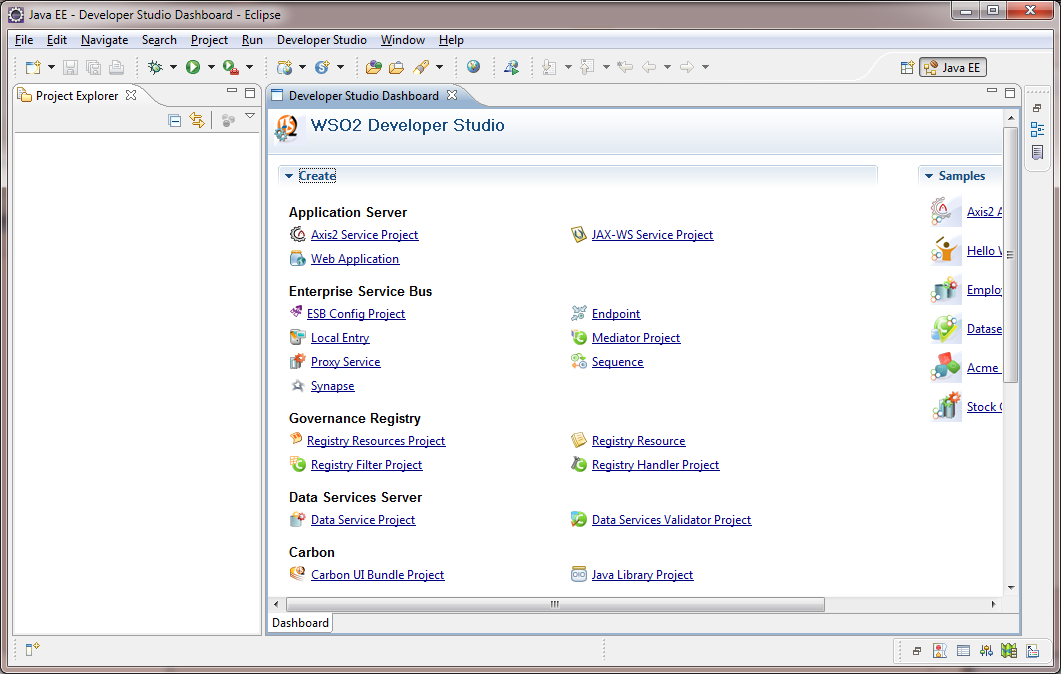 Java EE - Developer Studio Dashboard - Eclipse
File Edit Navigate Search Project Run Developer Studio Window Help
Java EE
Project Explorer
Developer Studio Dashboard
WSO2 Developer Studio
Create
Application Server
Axis2 Service Project
JAX-WS Service Project
Web Application
Enterprise Service Bus
ESB Config Project
Endpoint
Local Entry
Mediator Project
Proxy Service
Sequence
Synapse
Governance Registry
Registry Resources Project
Registry Resource
Registry Filter Project
Registry Handler Project
Data Services Server
Data Service Project
Data Services Validator Project
Carbon
Carbon UI Bundle Project
Java Library Project
Samples
Axis2
Hello
Emplo
Datase
Acme
Stock
Dashboard